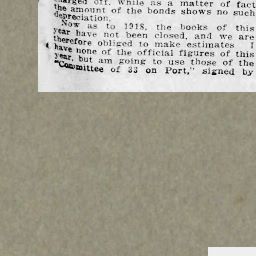 charged off. While as a matter of fact
the amount of the bonds shows no such
depreciation.
Now as to 1918, the books of this
year have not been closed, and we are
therefore obliged to make estimates I
have none of the official figures of this
year, but am going to use those of the
"Committee of 33 on Port," signed by